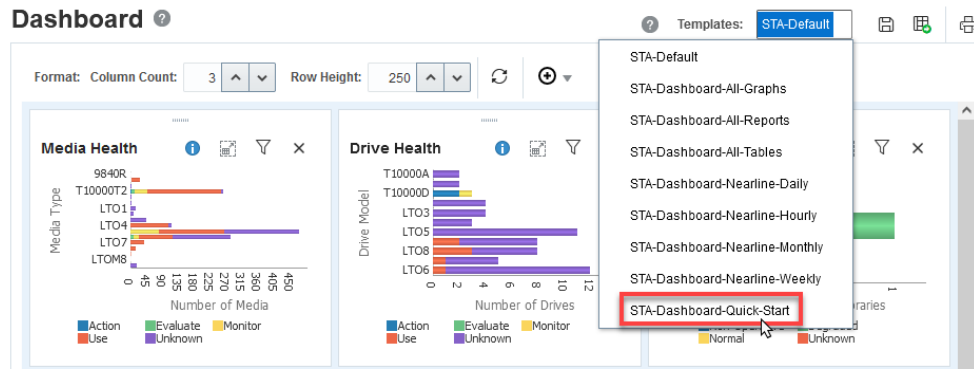 Dashboard
Templates: STA-Default
Format: Column Count: 3 Row Height: 250
STA-Default
STA-Dashboard-All-Graphs
STA-Dashboard-All-Reports
STA-Dashboard-All-Tables
STA-Dashboard-Nearline-Daily
STA-Dashboard-Nearline-Hourly
STA-Dashboard-Nearline-Monthly
STA-Dashboard-Nearline-Weekly
STA-Dashboard-Quick-Start
Media Health
Media Type
9840R
T10000T2
LTO1
LTO4
LTO7
LTOM8
0 45 90 135 180 225 270 315 360 405 450
Number of Media
Action Evaluate Monitor
Use Unknown
Drive Health
Drive Model
T10000A
T10000D
LTO3
LTO5
LTO8
LTO6
0 2 4 6 8 10 12
Number of Drives
Action Evaluate Monitor
Use Unknown
1
Normal Unknown